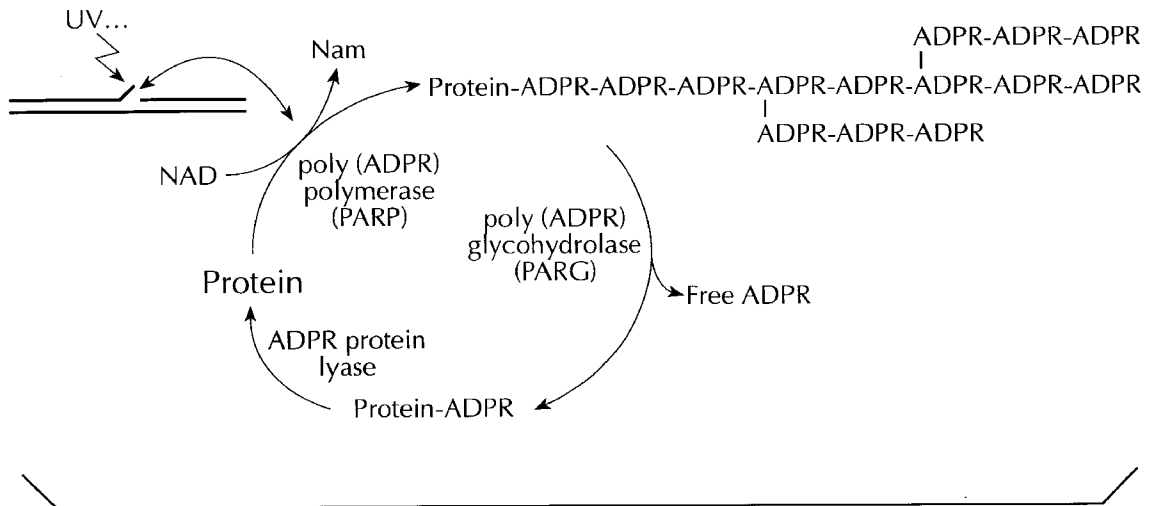 UV...
Nam
ADPR-ADPR-ADPR
Protein-ADPR-ADPR-ADPR-ADPR-ADPR-ADPR-ADPR-ADPR
ADPR-ADPR-ADPR
NAD
poly (ADPR)
polymerase
(PARP)
poly (ADPR)
glycohydrolase
(PARG)
Protein
Free ADPR
ADPR protein
lyase
Protein-ADPR